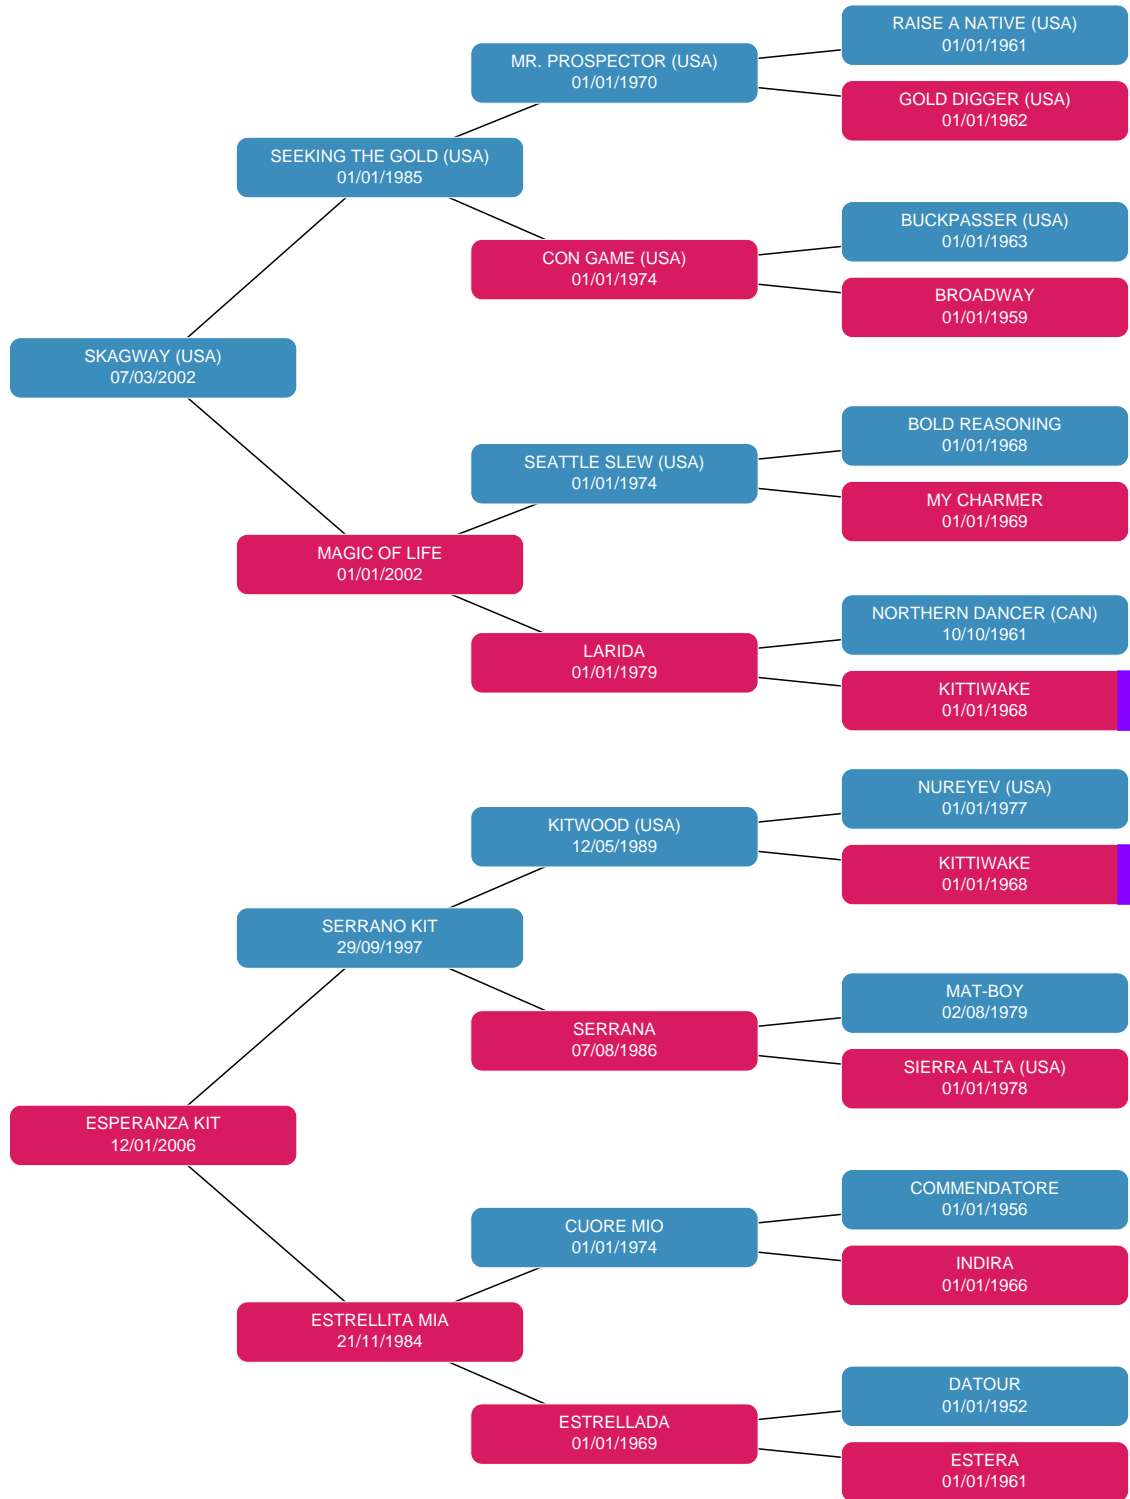 RAISE A NATIVE (USA)
01/01/1961
MR. PROSPECTOR (USA)
01/01/1970
GOLD DIGGER (USA)
01/01/1962
SEEKING THE GOLD (USA)
01/01/1985
BUCKPASSER (USA)
01/01/1963
CON GAME (USA)
01/01/1974
BROADWAY
01/01/1959
SKAGWAY (USA)
07/03/2002
BOLD REASONING
01/01/1968
SEATTLE SLEW (USA)
01/01/1974
MY CHARMER
01/01/1969
MAGIC OF LIFE
01/01/2002
NORTHERN DANCER (CAN)
10/10/1961
LARIDA
01/01/1979
KITTIWAKE
01/01/1968
NUREYEV (USA)
01/01/1977
KITWOOD (USA)
12/05/1989
KITTIWAKE
01/01/1968
SERRANO KIT
29/09/1997
MAT-BOY
02/08/1979
SERRANA
07/08/1986
SIERRA ALTA (USA)
01/01/1978
ESPERANZA KIT
12/01/2006
COMMENDATORE
01/01/1956
CUORE MIO
01/01/1974
INDIRA
01/01/1966
ESTRELLITA MIA
21/11/1984
DATOUR
01/01/1952
ESTRELLADA
01/01/1969
ESTERA
01/01/1961